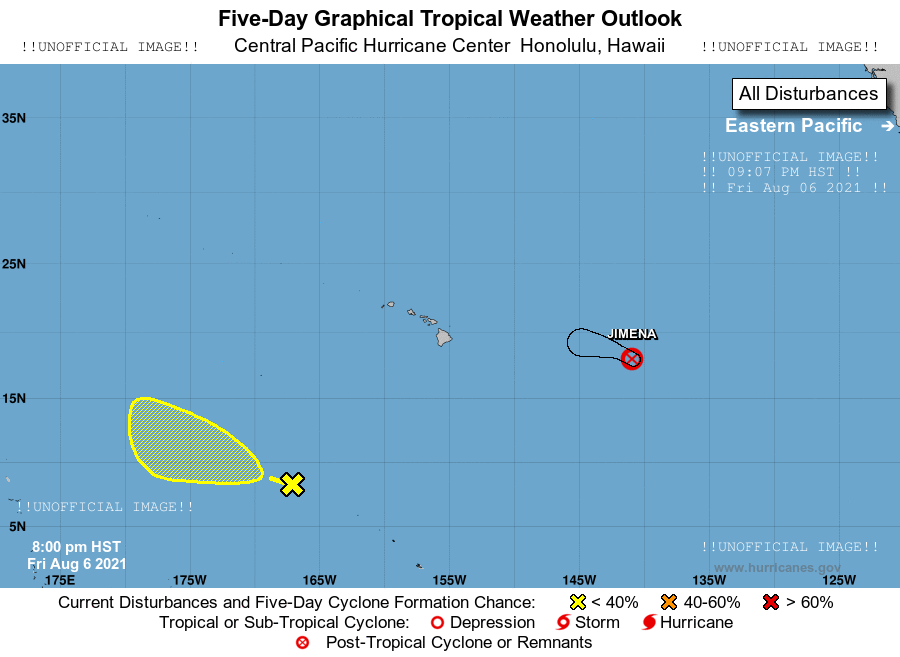 Five-Day Graphical Tropical Weather Outlook
!!UNOFFICIAL IMAGE!! Central Pacific Hurricane Center Honolulu, Hawaii !!UNOFFICIAL IMAGE!!
All Disturbances
35N
Eastern Pacific
!!UNOFFICIAL IMAGE!!
!! 09:07 PM HST !!
!! Fri Aug 06 2021 !!
25N
JIMENA
15N
!!UNOFFICIAL IMAGE!!
5N
8:00 pm HST
Fri Aug 6 2021
!!UNOFFICIAL IMAGE!!
www.hurricanes.gov
175E 175W 165W 155W 145W 135W 125W
Current Disturbances and Five-Day Cyclone Formation Chance: < 40% 40-60% > 60%
Tropical or Sub-Tropical Cyclone: Depression Storm Hurricane
Post-Tropical Cyclone or Remnants